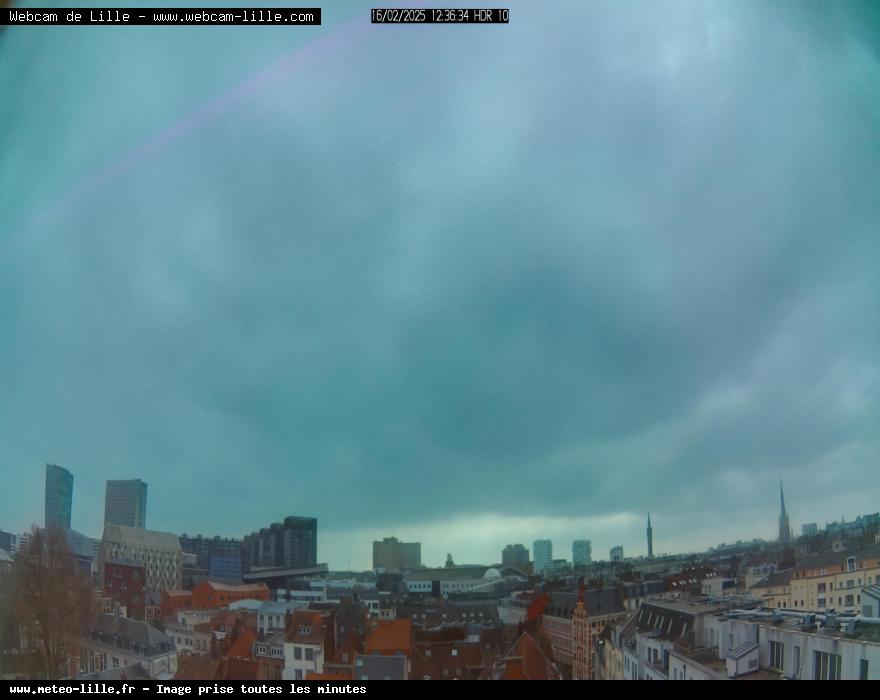 Webcam de Lille - www.webcam-lille.com
16/02/2025 12:36:34 HDR 10
www.meteo-lille.fr - Image prise toutes les minutes